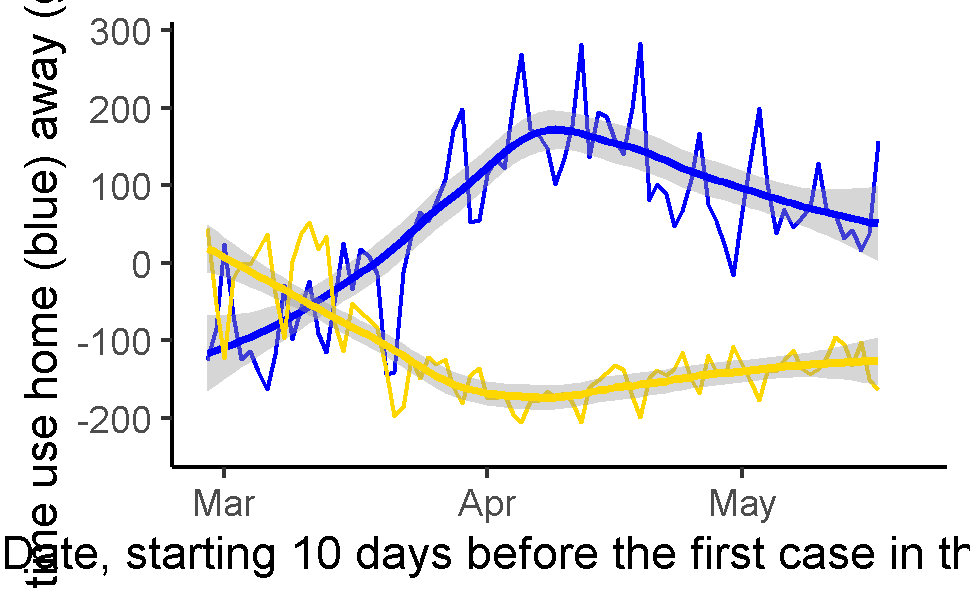 time use home (blue) away (
300
200
100
0
-100
-200
Mar Apr May
Date, starting 10 days before the first case in th